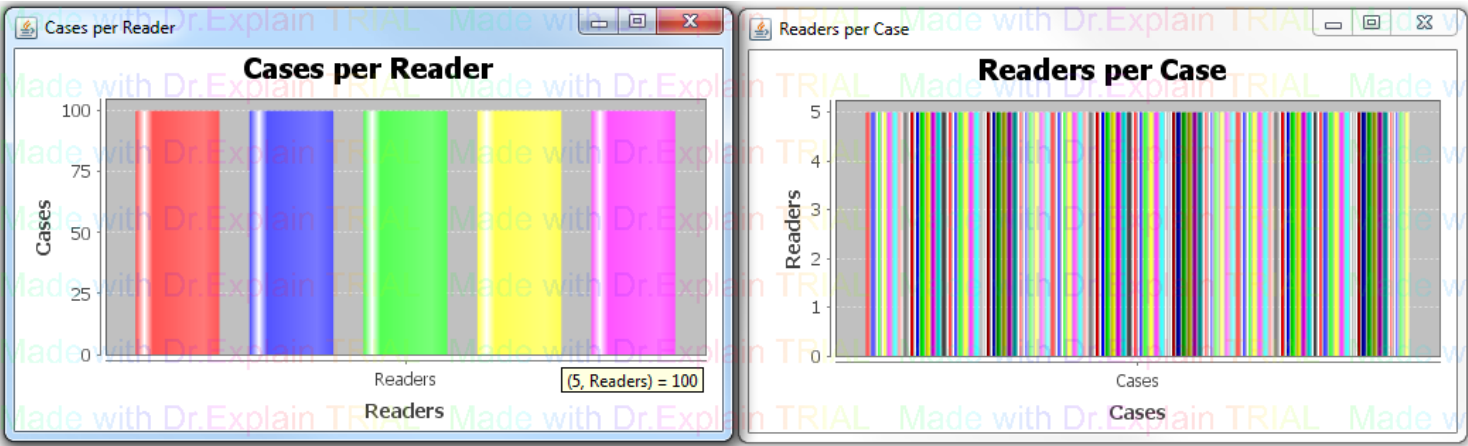 Cases per Reader
Cases per Reader
100
75
50
25
0
Cases
Readers
(5, Readers) = 100
Readers
Readers per Case
Readers per Case
5
4
3
2
1
0
Readers
Cases
Cases
Made with Dr.Explain TRIAL